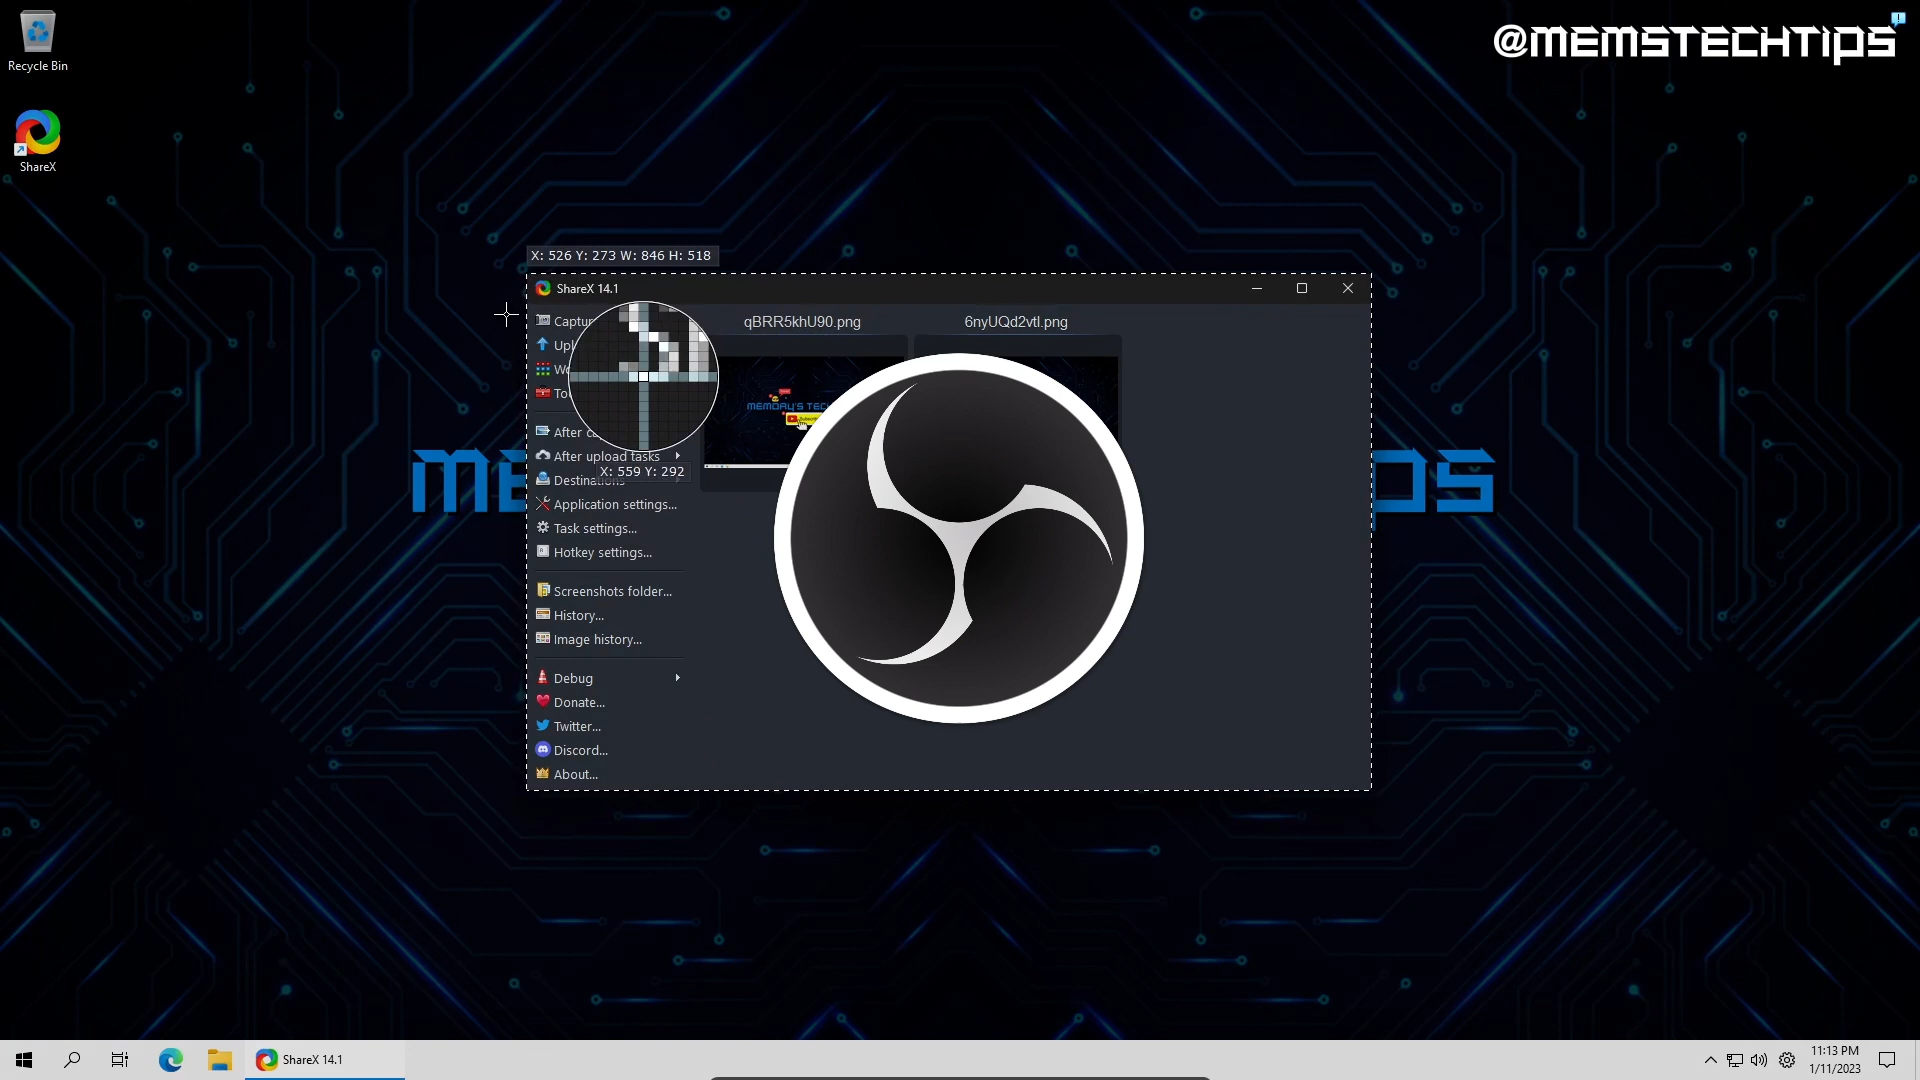 @MEMSTECHTIPS
Recycle Bin
ShareX
X: 526 Y: 273 W: 846 H: 518
ShareX 14.1
qBRR5khU90.png
6nyUQd2vtl.png
After upload tasks
X: 559 Y: 292
Destinations
Application settings...
Task settings...
Hotkey settings...
Screenshots folder...
History...
Image history...
Debug
Donate...
Twitter...
Discord...
About...
ShareX 14.1
11:13 PM
1/11/2023